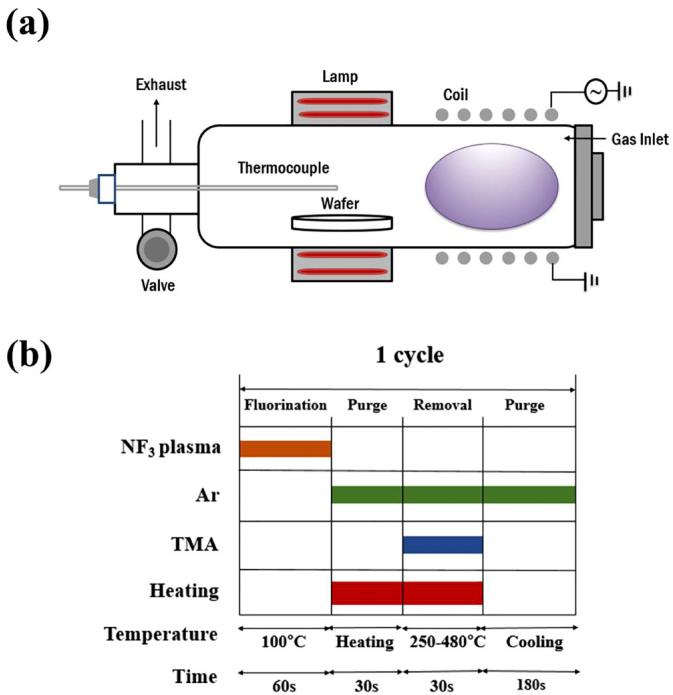 (a)
Exhaust
Lamp
Coil
Gas Inlet
Thermocouple
Wafer
Valve
(b)
1 cycle
Fluorination Purge Removal Purge
NF₃ plasma
Ar
TMA
Heating
Temperature 100°C Heating 250-480°C Cooling
Time 60s 30s 30s 180s